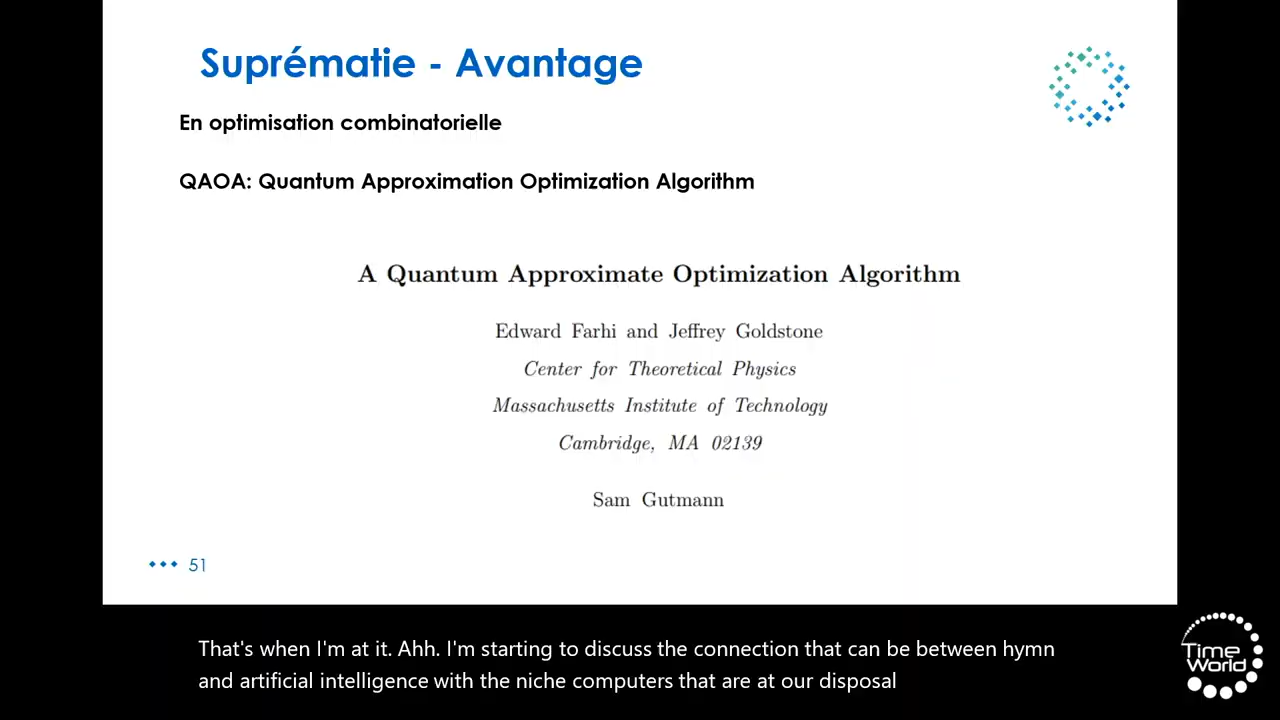 Suprématie - Avantage
En optimisation combinatorielle
QAOA: Quantum Approximation Optimization Algorithm
A Quantum Approximate Optimization Algorithm
Edward Farhi and Jeffrey Goldstone
Center for Theoretical Physics
Massachusetts Institute of Technology
Cambridge, MA 02139
Sam Gutmann
51
That's when I'm at it. Ahh. I'm starting to discuss the connection that can be between hymn
and artificial intelligence with the niche computers that are at our disposal
Time
World